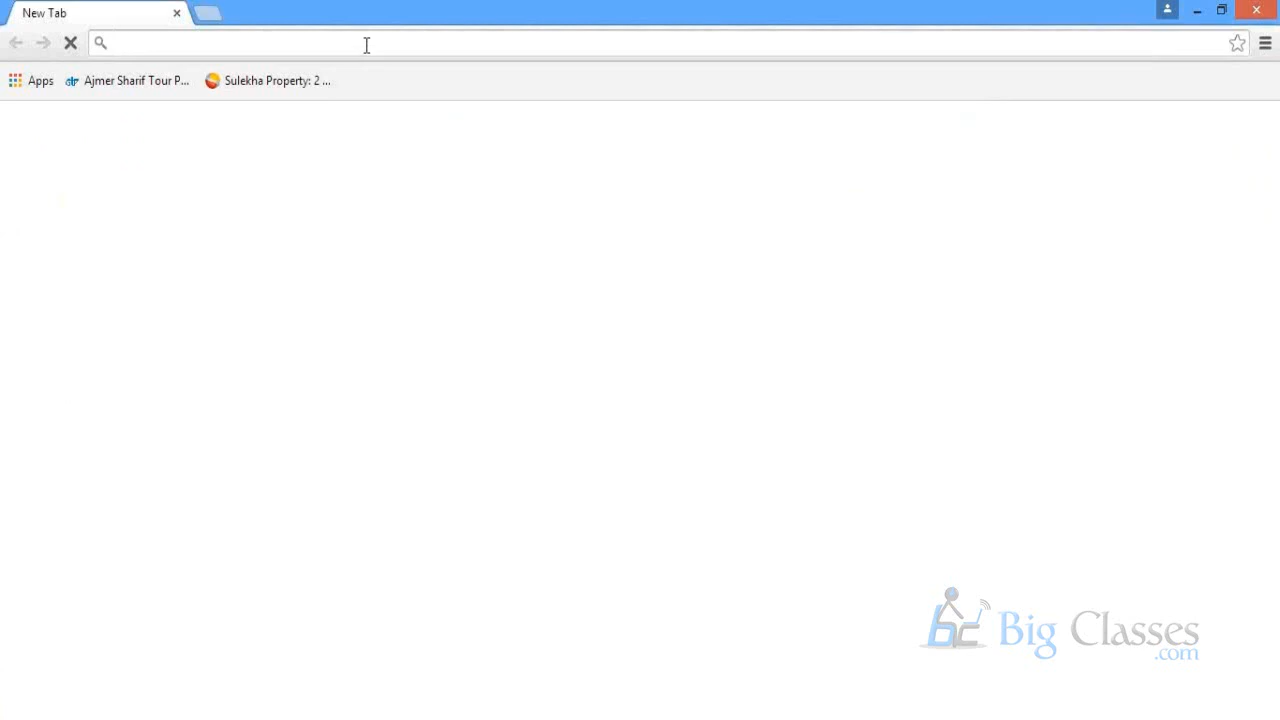 New Tab
Apps
Ajmer Sharif Tour P...
Sulekha Property: 2 ...
Big Classes
.com